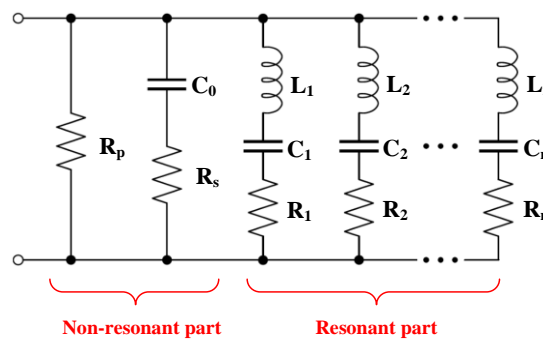 C₀
L₁
L₂
L
Rₚ
C₁
C₂
C
Rₛ
R₁
R₂
R
Non-resonant part
Resonant part